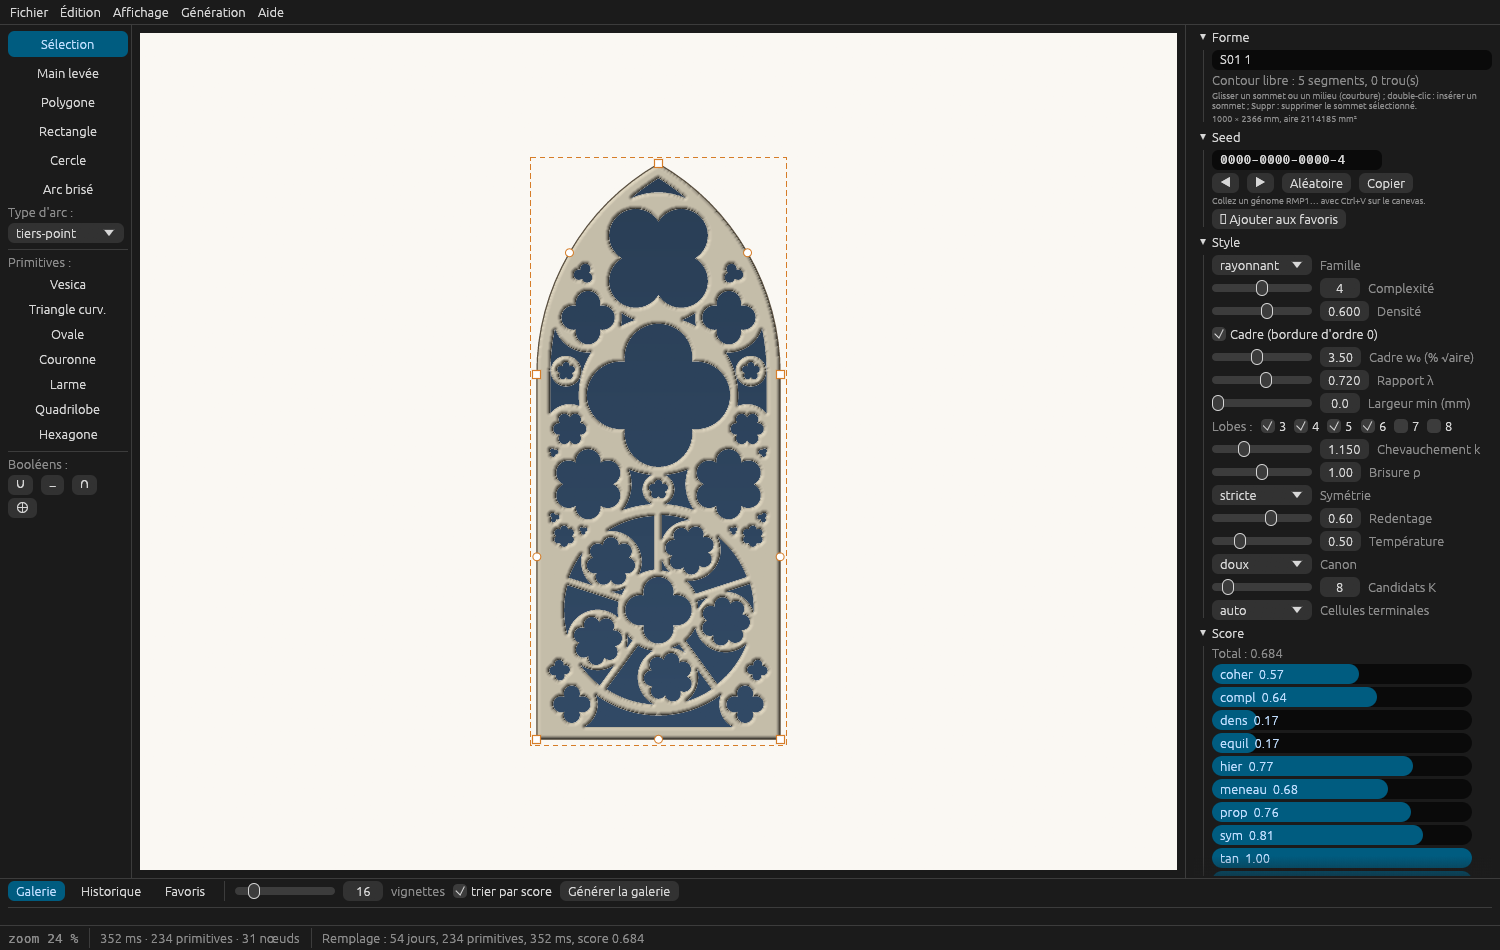 Fichier Édition Affichage Génération Aide
Sélection
Main levée
Polygone
Rectangle
Cercle
Arc brisé
Type d'arc :
tiers-point
Primitives :
Vesica
Triangle curv.
Ovale
Couronne
Larme
Quadrilobe
Hexagone
Booléens :
∪ − ∩
⊕
Forme
S01 1
Contour libre : 5 segments, 0 trou(s)
Glisser un sommet ou un milieu (courbure) ; double-clic : insérer un
sommet ; Suppr : supprimer le sommet sélectionné.
1000 × 2366 mm, aire 2114185 mm²
Seed
0000-0000-0000-4
◀ ▶ Aléatoire Copier
Collez un génome RMP1… avec Ctrl+V sur le canevas.
Ajouter aux favoris
Style
rayonnant Famille
4 Complexité
0.600 Densité
Cadre (bordure d'ordre 0)
3.50 Cadre w₀ (% √aire)
0.720 Rapport λ
0.0 Largeur min (mm)
Lobes : 3 4 5 6 7 8
1.150 Chevauchement k
1.00 Brisure p
stricte Symétrie
0.60 Redentage
0.50 Température
doux Canon
8 Candidats K
auto Cellules terminales
Score
Total : 0.684
coher 0.57
compl 0.64
dens 0.17
equil 0.17
hier 0.77
meneau 0.68
prop 0.76
sym 0.81
tan 1.00
Galerie Historique Favoris 16 vignettes trier par score Générer la galerie
zoom 24 % 352 ms · 234 primitives · 31 nœuds Remplage : 54 jours, 234 primitives, 352 ms, score 0.684